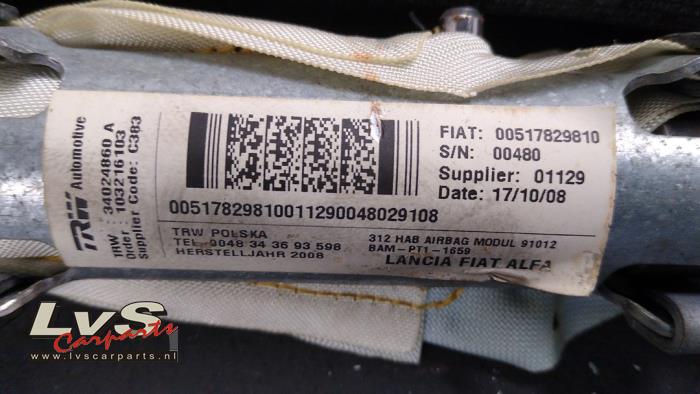 TRW Automotive
TRW : 34024860 A
Order : 103216103
Supplier Code: C383
FIAT: 00517829810
S/N: 00480
Supplier: 01129
Date: 17/10/08
00517829810011290048029108
TRW POLSKA
TEL 0048 34 36 93 598
HERSTELLJAHR 2008
312 HAB AIRBAG MODUL 91012
BAM-PT1-1659
LANCIA FIAT ALFA
LvS
Carparts
www.lvscarparts.nl